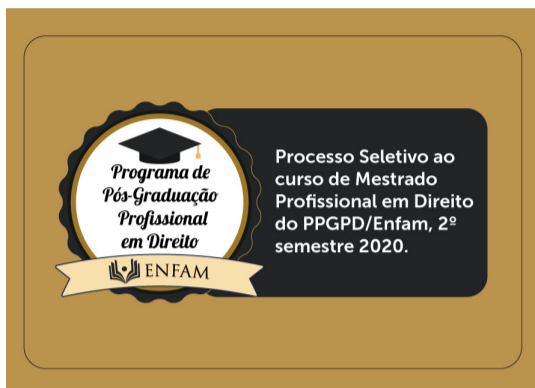 Programa de
Pós-Graduação
Profissional
em Direito
ENFAM
Processo Seletivo ao
curso de Mestrado
Profissional em Direito
do PPGPD/Enfam, 2º
semestre 2020.